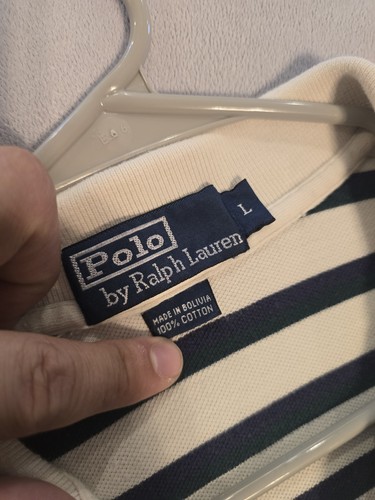 Polo
by Ralph Lauren
L
MADE IN BOLIVIA
100% COTTON